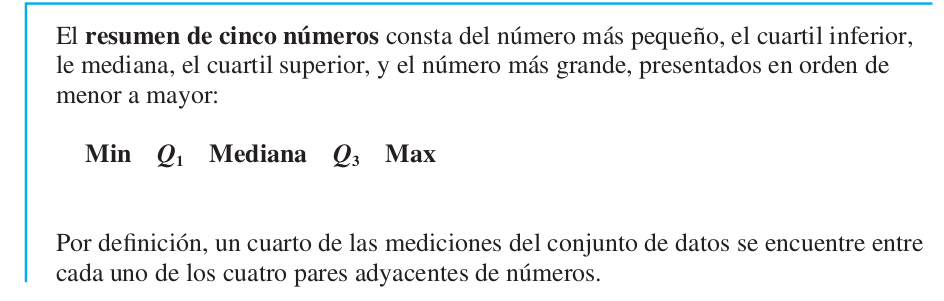 El resumen de cinco números consta del número más pequeño, el cuartil inferior,
le mediana, el cuartil superior, y el número más grande, presentados en orden de
menor a mayor:
Min Q₁ Mediana Q₃ Max
Por definición, un cuarto de las mediciones del conjunto de datos se encuentre entre
cada uno de los cuatro pares adyacentes de números.